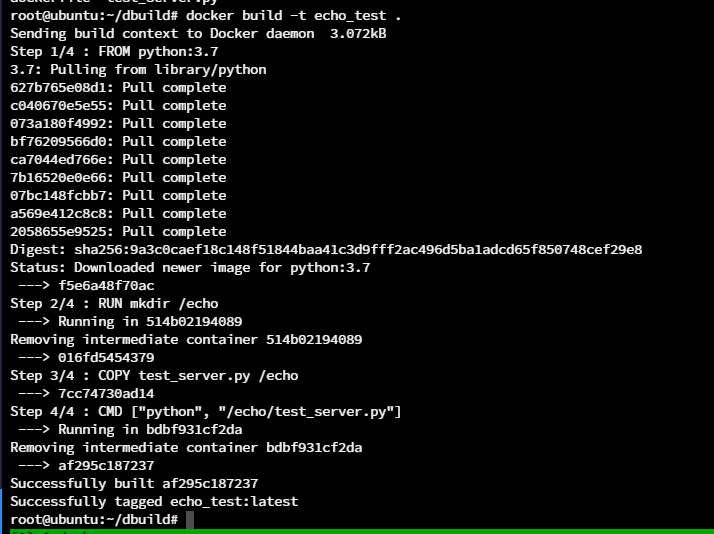 root@ubuntu:~/dbuild# docker build -t echo_test .
Sending build context to Docker daemon  3.072kB
Step 1/4 : FROM python:3.7
3.7: Pulling from library/python
627b765e08d1: Pull complete
c040670e5e55: Pull complete
073a180f4992: Pull complete
bf76209566d0: Pull complete
ca7044ed766e: Pull complete
7b16520e0e66: Pull complete
07bc148fcbb7: Pull complete
a569e412c8c8: Pull complete
2058655e9525: Pull complete
Digest: sha256:9a3c0caef18c148f51844baa41c3d9fff2ac496d5ba1adcd65f850748cef29e8
Status: Downloaded newer image for python:3.7
 ---> f5e6a48f70ac
Step 2/4 : RUN mkdir /echo
 ---> Running in 514b02194089
Removing intermediate container 514b02194089
 ---> 016fd5454379
Step 3/4 : COPY test_server.py /echo
 ---> 7cc74730ad14
Step 4/4 : CMD ["python", "/echo/test_server.py"]
 ---> Running in bdbf931cf2da
Removing intermediate container bdbf931cf2da
 ---> af295c187237
Successfully built af295c187237
Successfully tagged echo_test:latest
root@ubuntu:~/dbuild#